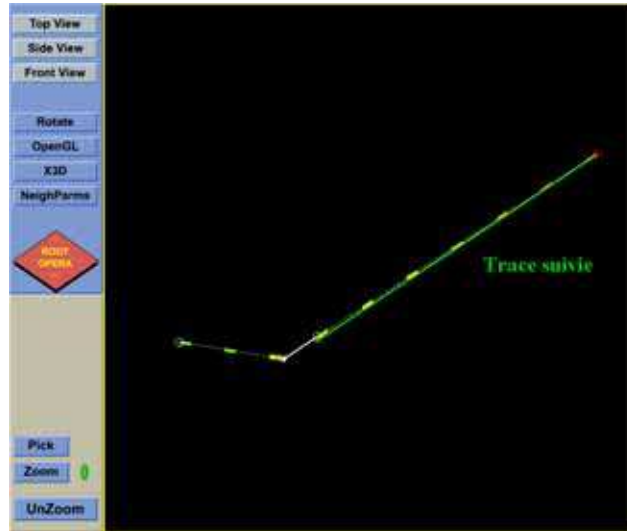 Top View
Side View
Front View
Rotate
OpenGL
X3D
NeighParms
ROOT
OPERA
Trace suivie
Pick
Zoom
UnZoom